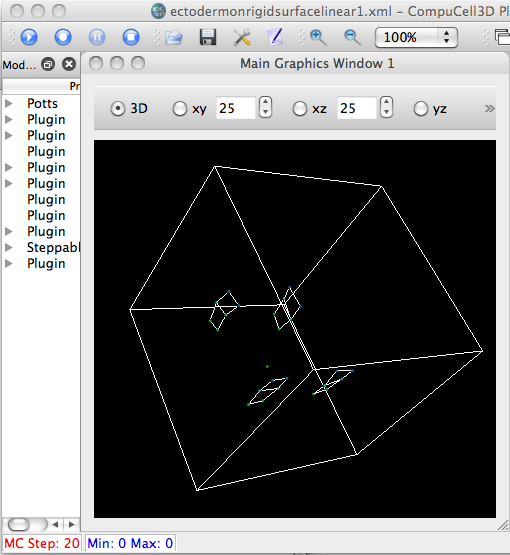 ectodermonrigidsurfacelinear1.xml - CompuCell3D Pl
100%
Mod...
Main Graphics Window 1
Pr
3D xy 25 xz 25 yz »
Potts
Plugin
Plugin
Plugin
Plugin
Plugin
Plugin
Plugin
Plugin
Steppabl
Plugin
MC Step: 20 Min: 0 Max: 0